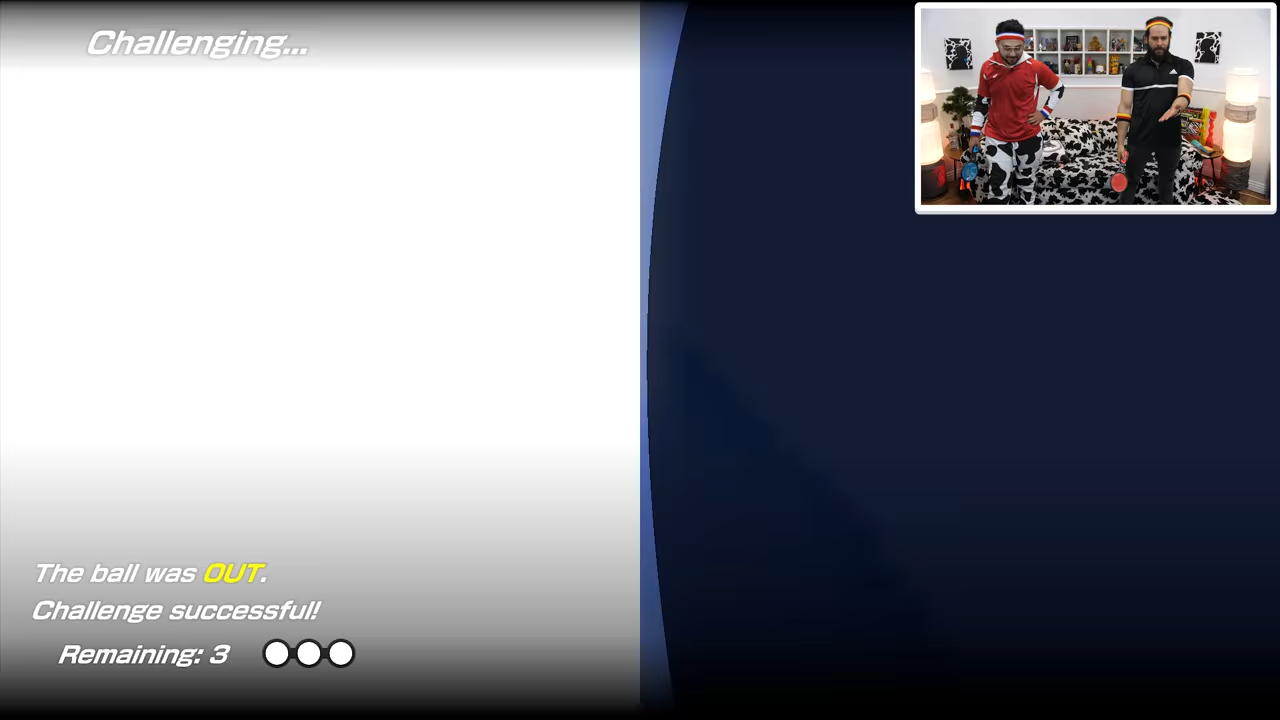 Challenging...
The ball was OUT.
Challenge successful!
Remaining: 3